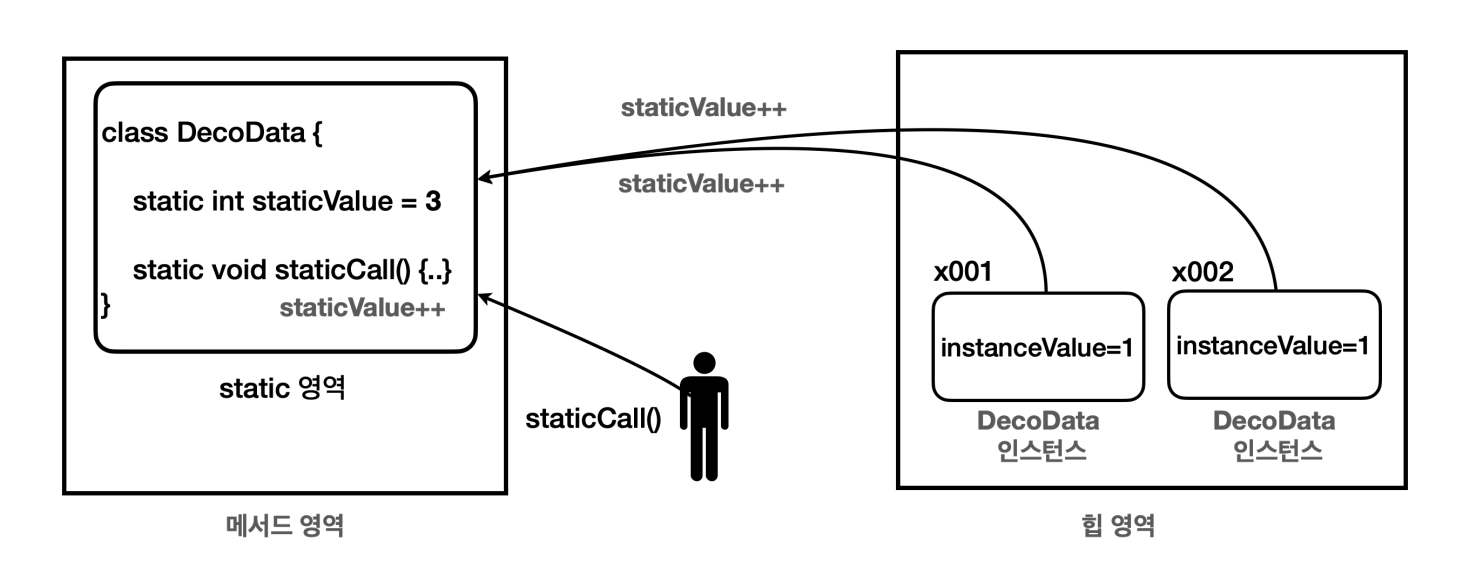 class DecoData {
static int staticValue = 3
static void staticCall() {..}
}
staticValue++
static 영역
메서드 영역
staticValue++
staticValue++
staticCall()
x001
x002
instanceValue=1
instanceValue=1
DecoData
인스턴스
DecoData
인스턴스
힙 영역